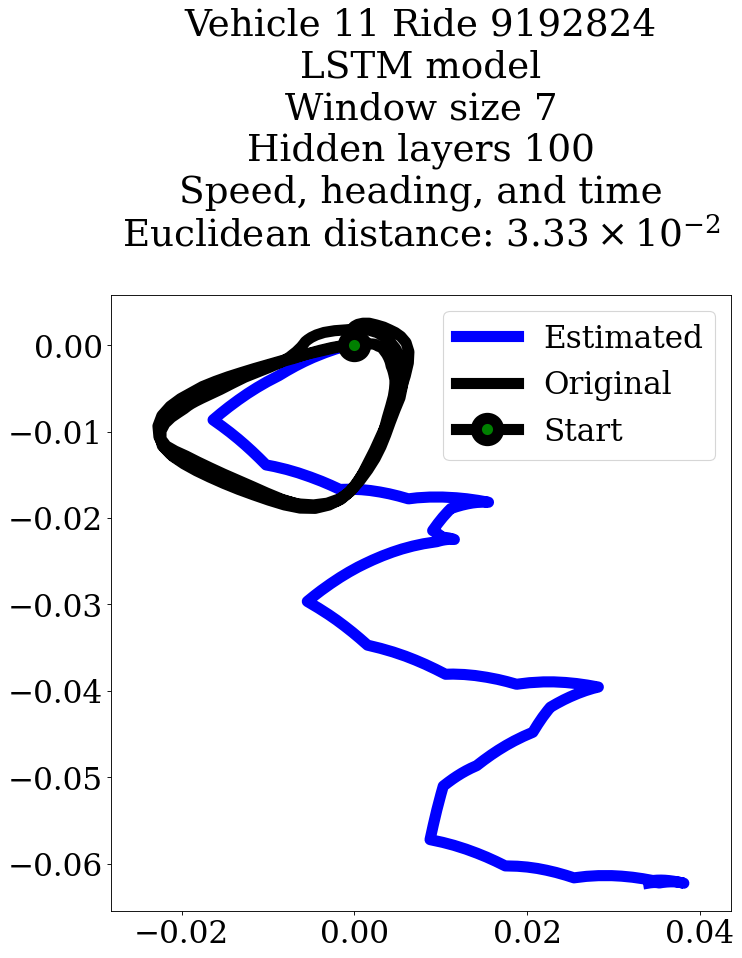 Vehicle 11 Ride 9192824
LSTM model
Window size 7
Hidden layers 100
Speed, heading, and time
Euclidean distance: 3.33 × 10⁻²
Estimated
Original
Start
0.00
−0.01
−0.02
−0.03
−0.04
−0.05
−0.06
−0.02 0.00 0.02 0.04